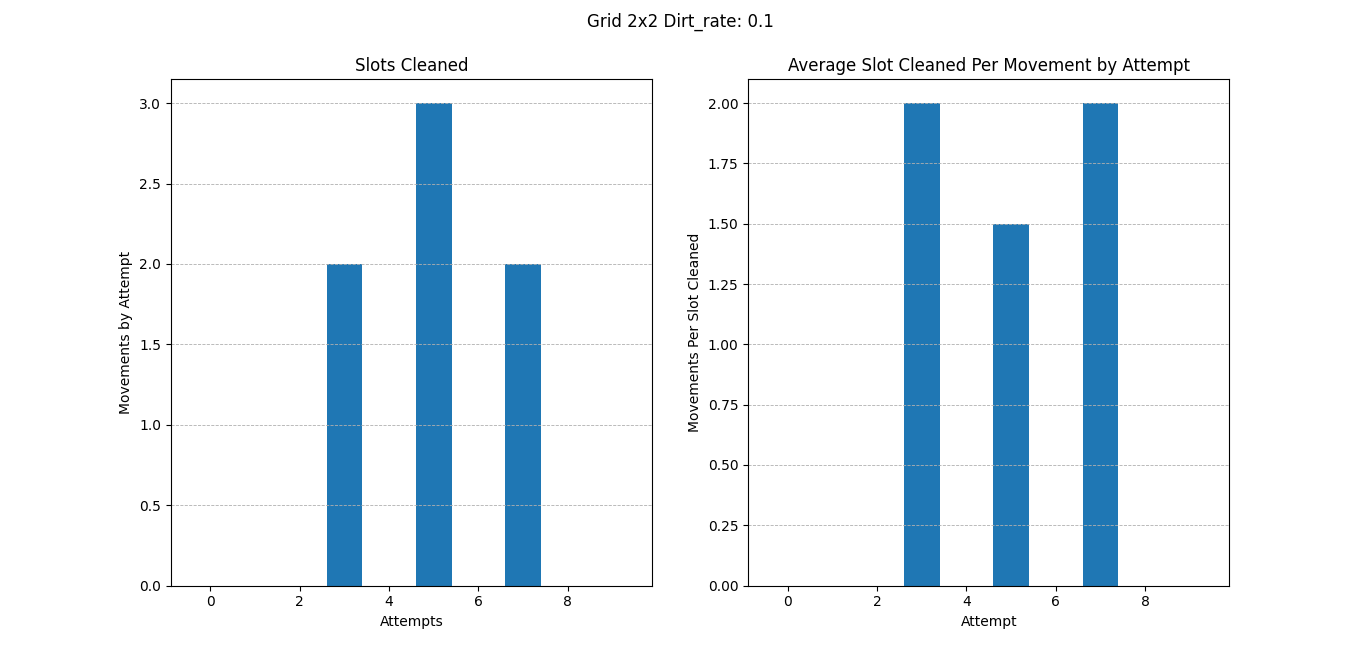 Grid 2x2 Dirt_rate: 0.1
Slots Cleaned
3.0
2.5
2.0
1.5
1.0
0.5
0.0
Movements by Attempt
0 2 4 6 8
Attempts
Average Slot Cleaned Per Movement by Attempt
2.00
1.75
1.50
1.25
1.00
0.75
0.50
0.25
0.00
Movements Per Slot Cleaned
0 2 4 6 8
Attempt